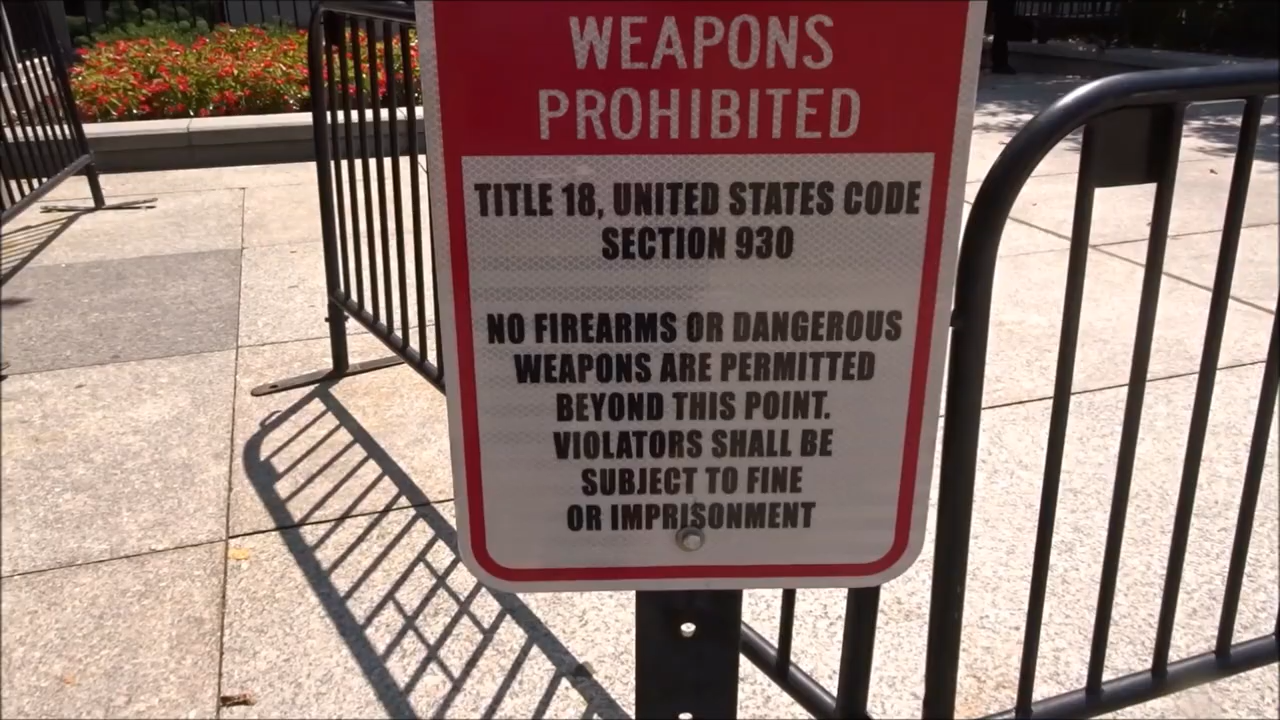 WEAPONS
PROHIBITED
TITLE 18, UNITED STATES CODE
SECTION 930
NO FIREARMS OR DANGEROUS
WEAPONS ARE PERMITTED
BEYOND THIS POINT.
VIOLATORS SHALL BE
SUBJECT TO FINE
OR IMPRISONMENT